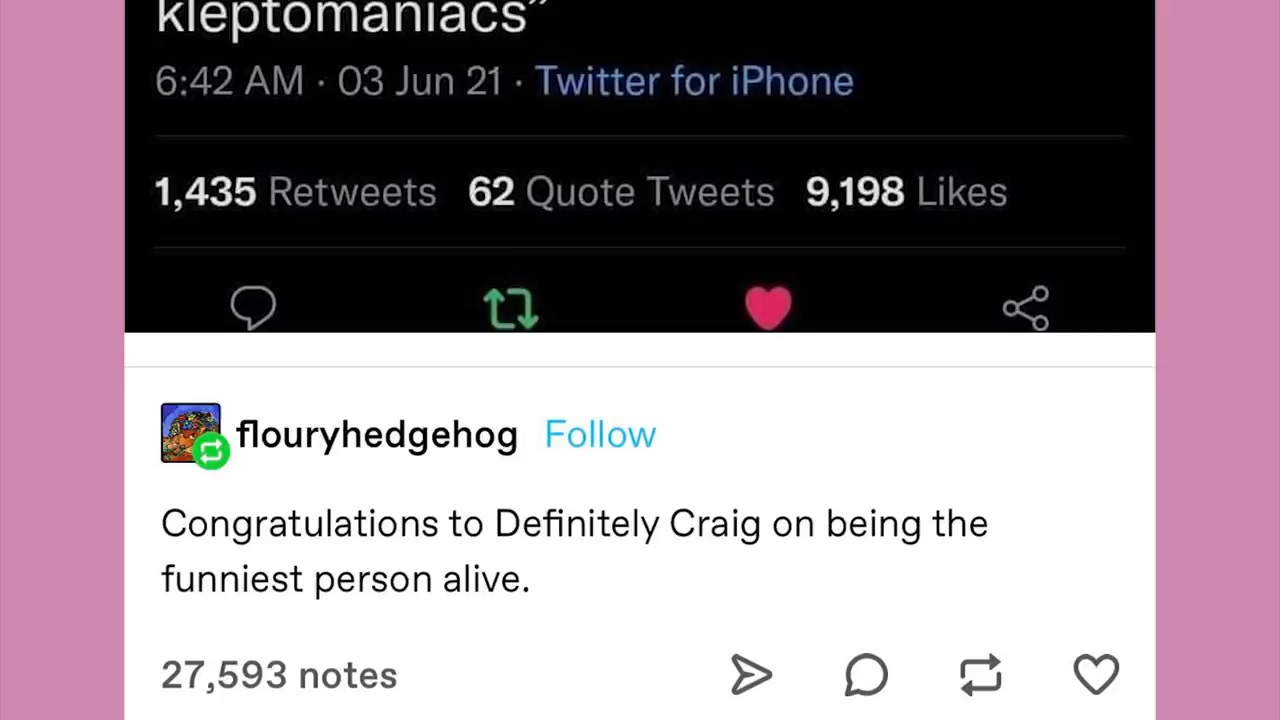 kleptomaniacs”
6:42 AM · 03 Jun 21 · Twitter for iPhone
1,435 Retweets 62 Quote Tweets 9,198 Likes
flouryhedgehog Follow
Congratulations to Definitely Craig on being the
funniest person alive.
27,593 notes